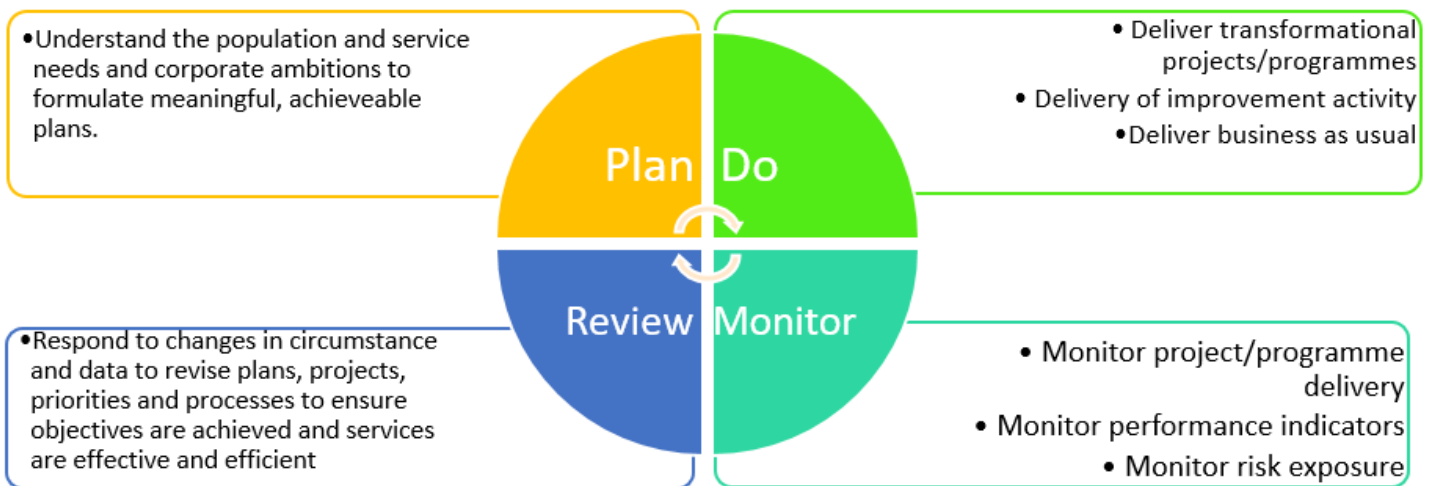 •Understand the population and service
needs and corporate ambitions to
formulate meaningful, achieveable
plans.
• Deliver transformational
projects/programmes
• Delivery of improvement activity
•Deliver business as usual
Plan
Do
Review
Monitor
•Respond to changes in circumstance
and data to revise plans, projects,
priorities and processes to ensure
objectives are achieved and services
are effective and efficient
• Monitor project/programme
delivery
• Monitor performance indicators
• Monitor risk exposure